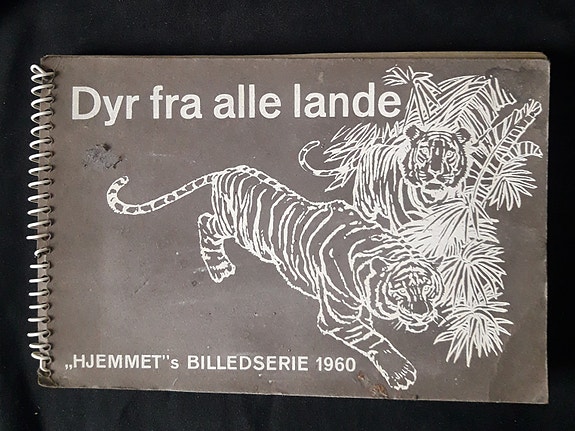 Dyr fra alle lande
„HJEMMET"s BILLEDSERIE 1960